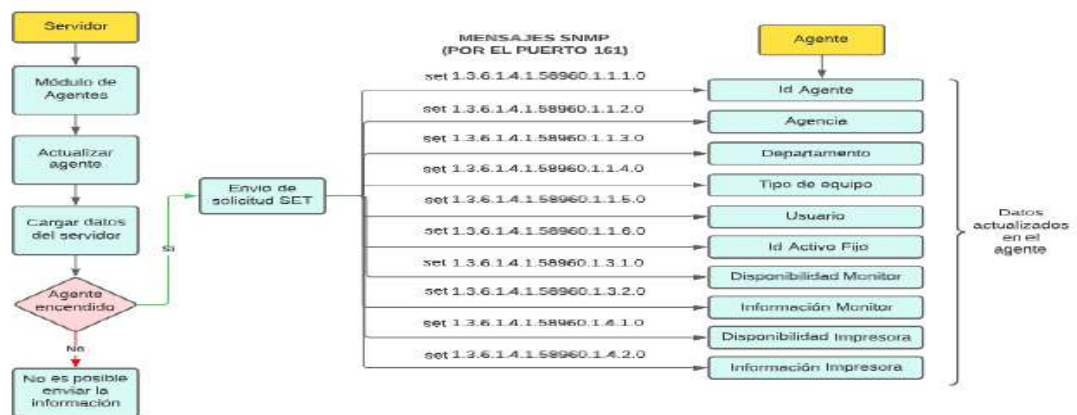 Servidor
Módulo de
Agentes
Actualizar
agente
Cargar datos
del servidor
Agente
encendido
Si
No
No es posible
enviar la
información
Envío de
solicitud SET
MENSAJES SNMP
(POR EL PUERTO 161)
set 1.3.6.1.4.1.58960.1.1.1.0
set 1.3.6.1.4.1.58960.1.1.2.0
set 1.3.6.1.4.1.58960.1.1.3.0
set 1.3.6.1.4.1.58960.1.1.4.0
set 1.3.6.1.4.1.58960.1.1.5.0
set 1.3.6.1.4.1.58960.1.1.6.0
set 1.3.6.1.4.1.58960.1.3.1.0
set 1.3.6.1.4.1.58960.1.3.2.0
set 1.3.6.1.4.1.58960.1.4.1.0
set 1.3.6.1.4.1.58960.1.4.2.0
Agente
Id Agente
Agencia
Departamento
Tipo de equipo
Usuario
Id Activo Fijo
Disponibilidad Monitor
Información Monitor
Disponibilidad Impresora
Información Impresora
Datos
actualizados
en el
agente